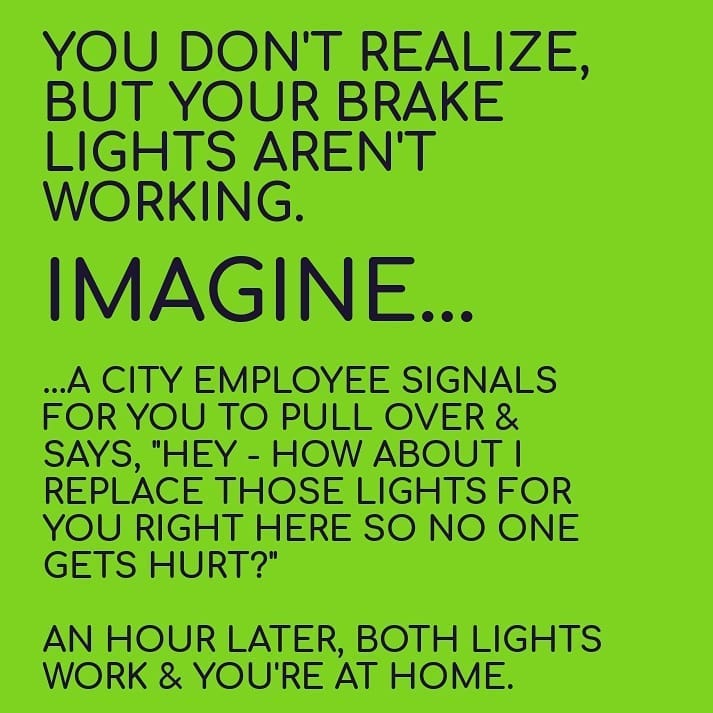 YOU DON'T REALIZE,
BUT YOUR BRAKE
LIGHTS AREN'T
WORKING.
IMAGINE...
...A CITY EMPLOYEE SIGNALS
FOR YOU TO PULL OVER &
SAYS, "HEY - HOW ABOUT I
REPLACE THOSE LIGHTS FOR
YOU RIGHT HERE SO NO ONE
GETS HURT?"
AN HOUR LATER, BOTH LIGHTS
WORK & YOU'RE AT HOME.